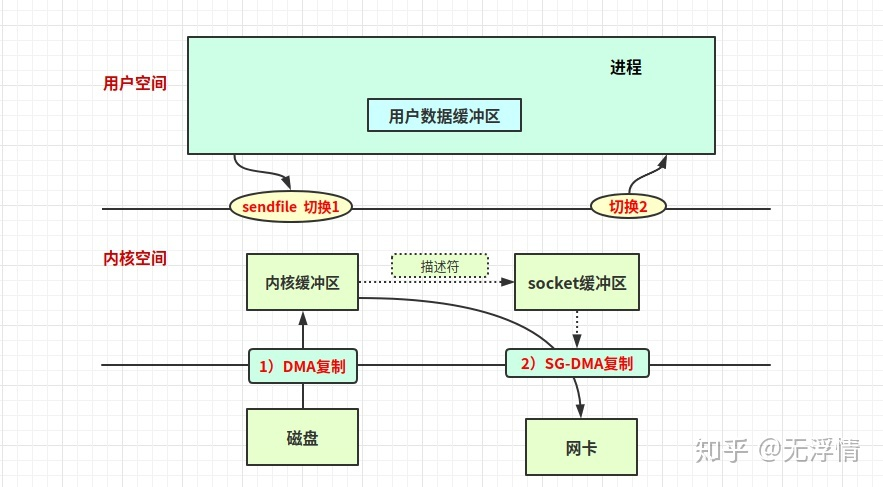 进程
用户空间
用户数据缓冲区
sendfile 切换1
切换2
内核空间
描述符
内核缓冲区
socket缓冲区
1）DMA复制
2）SG-DMA复制
磁盘
网卡
知乎 @无浮情